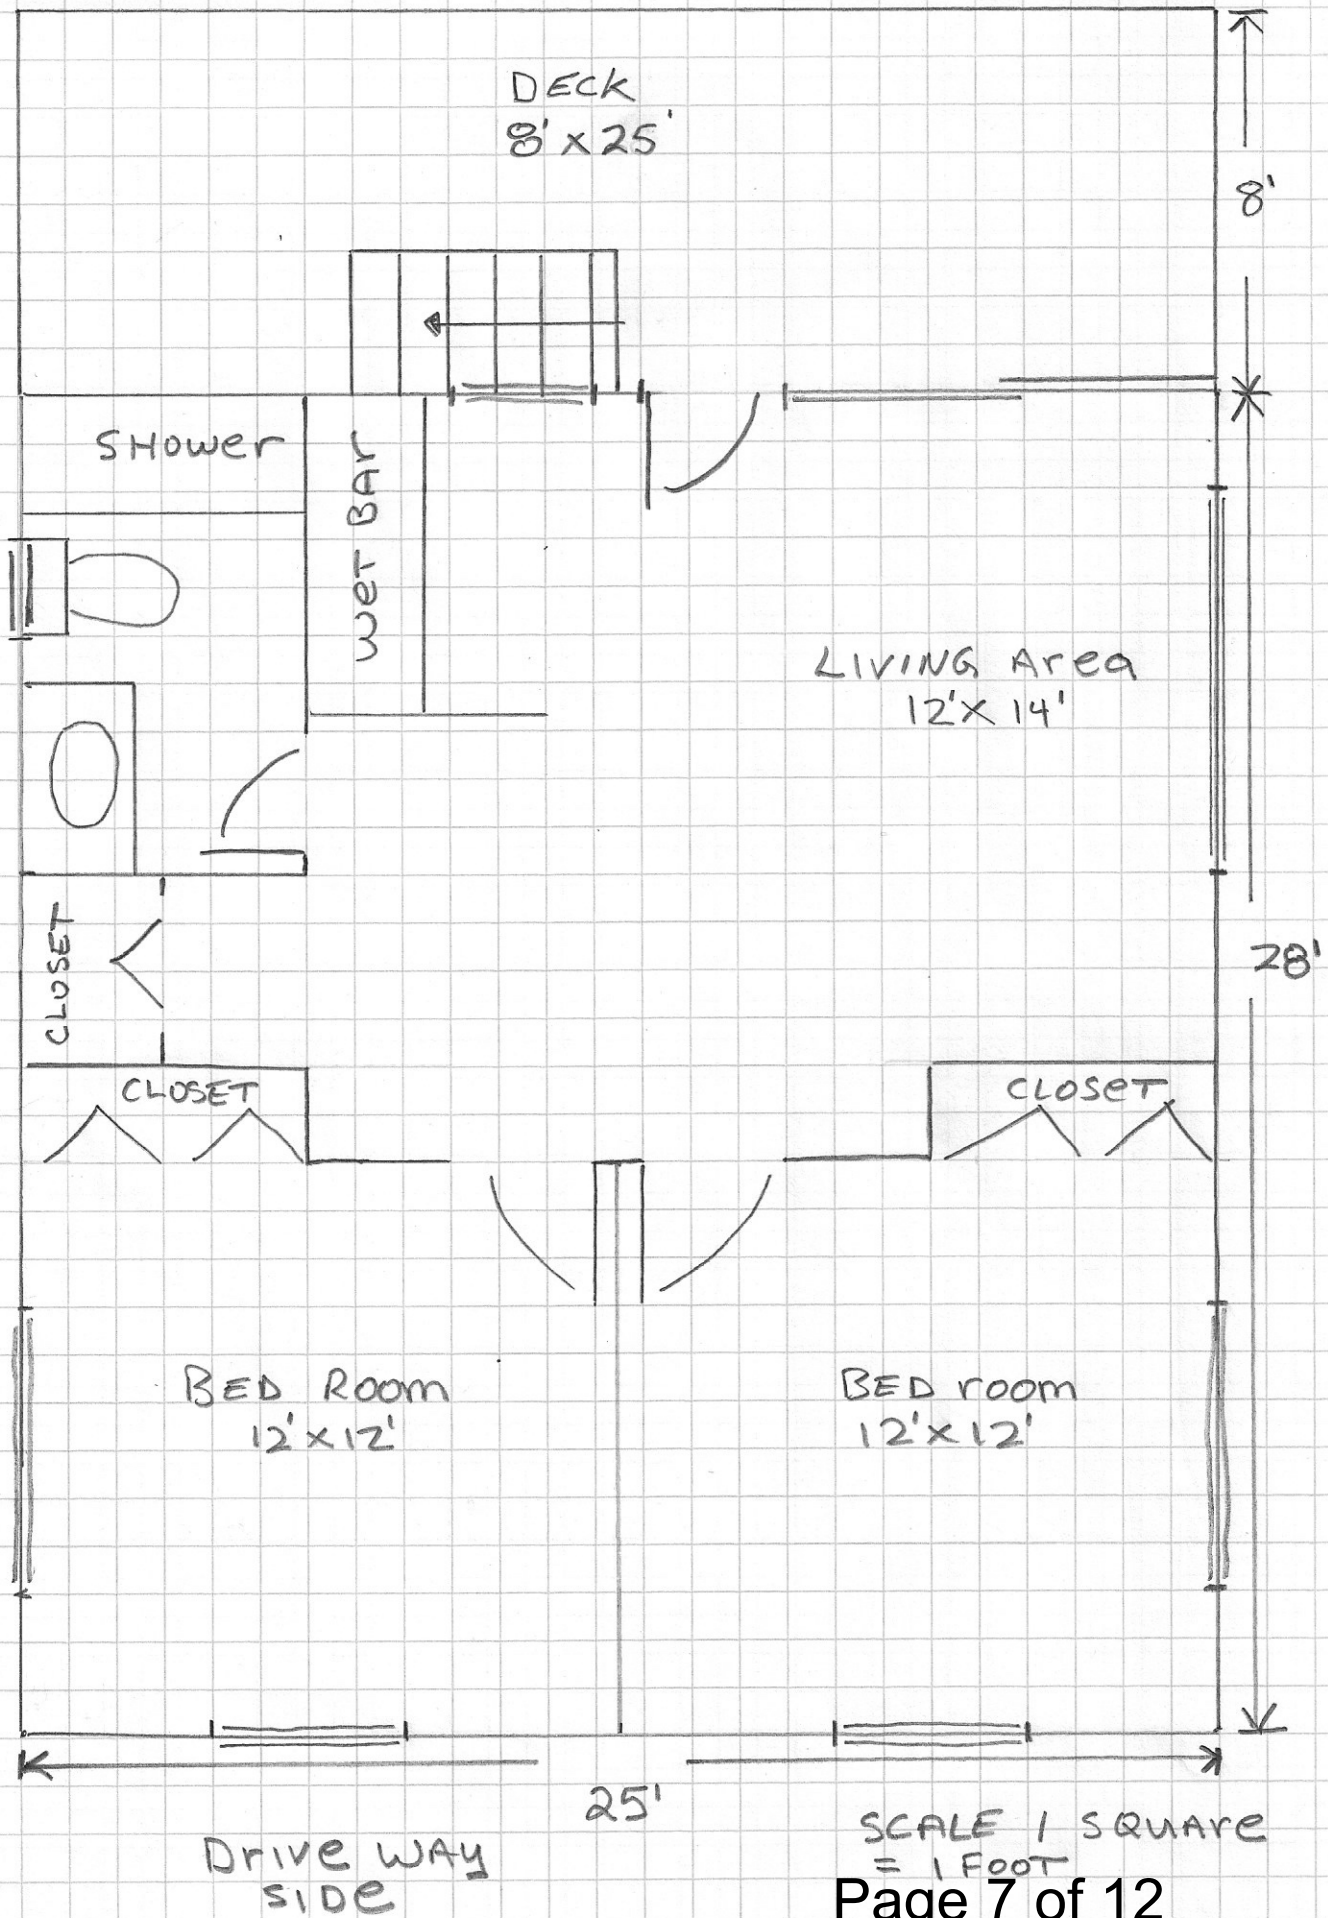 DECK
8' x 25'
8'
SHower
WET BAr
LIVING Area
12' X 14'
28'
CLOSET
CLOSET
CLOSeT
BED Room
12' x 12'
BED room
12' x 12'
25'
Drive WAy
SIDe
SCALE 1 SQUAre
= 1 FOOT
Page 7 of 12